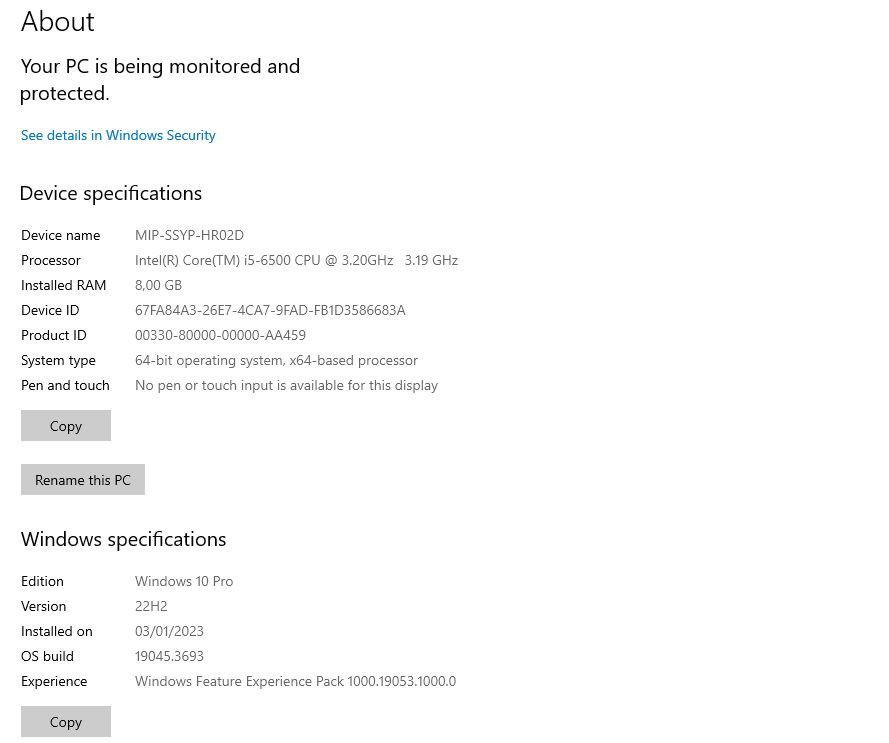 About
Your PC is being monitored and
protected.
See details in Windows Security
Device specifications
Device name MIP-SSYP-HR02D
Processor Intel(R) Core(TM) i5-6500 CPU @ 3.20GHz 3.19 GHz
Installed RAM 8,00 GB
Device ID 67FA84A3-26E7-4CA7-9FAD-FB1D3586683A
Product ID 00330-80000-00000-AA459
System type 64-bit operating system, x64-based processor
Pen and touch No pen or touch input is available for this display
Copy
Rename this PC
Windows specifications
Edition Windows 10 Pro
Version 22H2
Installed on 03/01/2023
OS build 19045.3693
Experience Windows Feature Experience Pack 1000.19053.1000.0
Copy